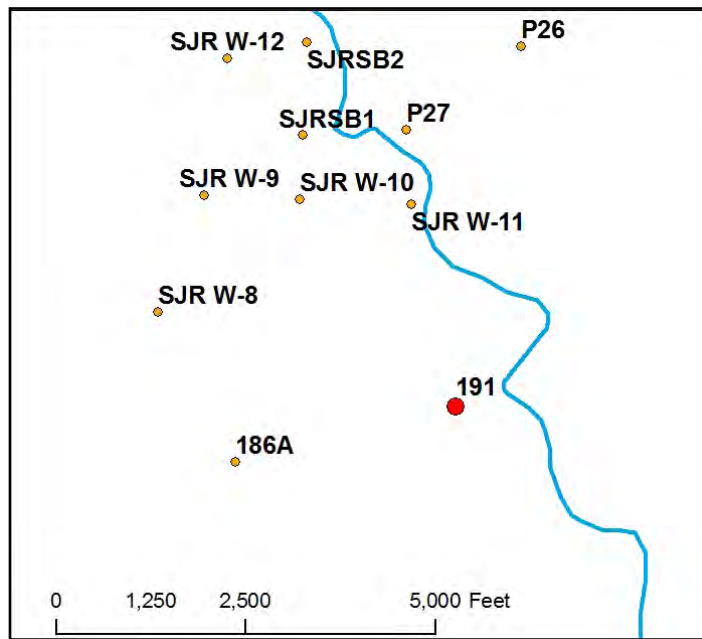 P26
SJR W-12
SJRSB2
SJRSB1
P27
SJR W-9
SJR W-10
SJR W-11
SJR W-8
191
186A
0 1,250 2,500 5,000 Feet